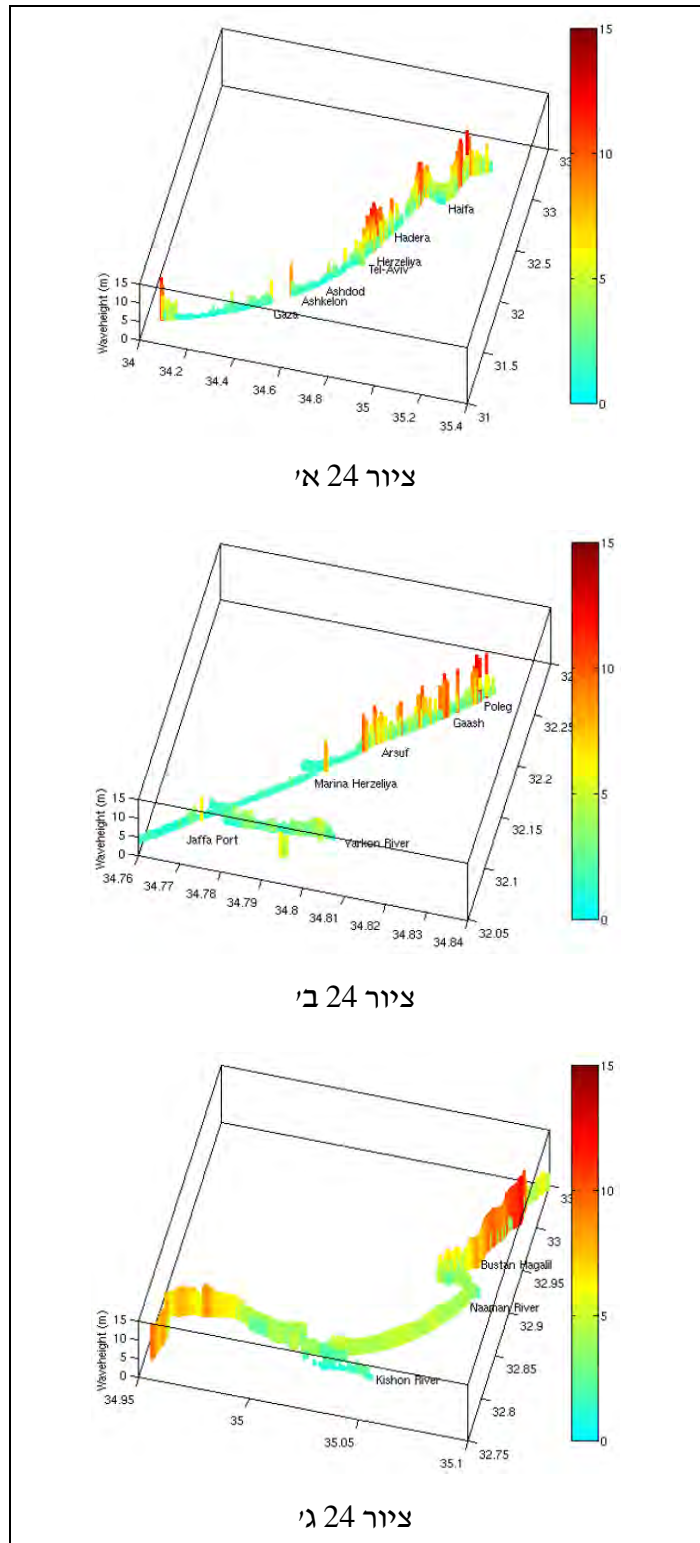 15
10
5
0
Waveheight (m)
15
10
5
0
34
34.2
34.4
34.6
34.8
35
35.2
35.4
31
31.5
32
32.5
33
33
Haifa
Hadera
Herzeliya
Tel-Aviv
Ashdod
Ashkelon
Gaza
ציור 24 א׳
15
10
5
0
Waveheight (m)
15
10
5
0
34.76
34.77
34.78
34.79
34.8
34.81
34.82
34.83
34.84
32.05
32.1
32.15
32.2
32.25
Poleg
Gaash
Arsuf
Marina Herzeliya
Jaffa Port
Yarkon River
ציור 24 ב׳
15
10
5
0
Waveheight (m)
15
10
5
0
34.95
35
35.05
35.1
32.75
32.8
32.85
32.9
32.95
33
Bustan Hagalil
Naaman River
Kishon River
ציור 24 ג׳